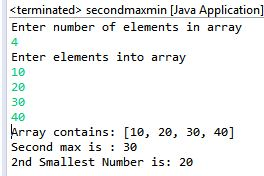 <terminated> secondmaxmin [Java Application]
Enter number of elements in array
4
Enter elements into array
10
20
30
40
Array contains: [10, 20, 30, 40]
Second max is : 30
2nd Smallest Number is: 20